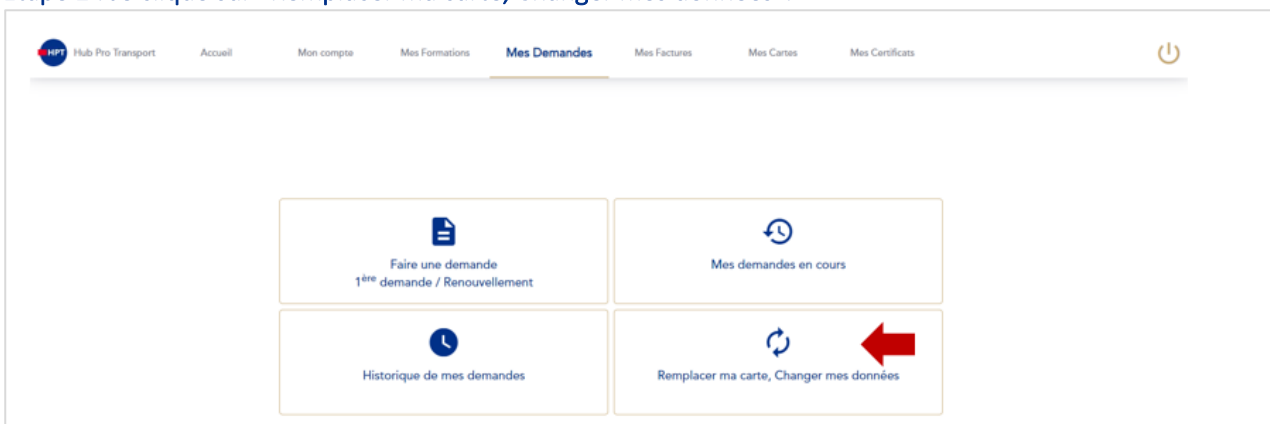 HPT Hub Pro Transport Accueil Mon compte Mes Formations Mes Demandes Mes Factures Mes Cartes Mes Certificats
Faire une demande
1ère demande / Renouvellement
Mes demandes en cours
Historique de mes demandes
Remplacer ma carte, Changer mes données